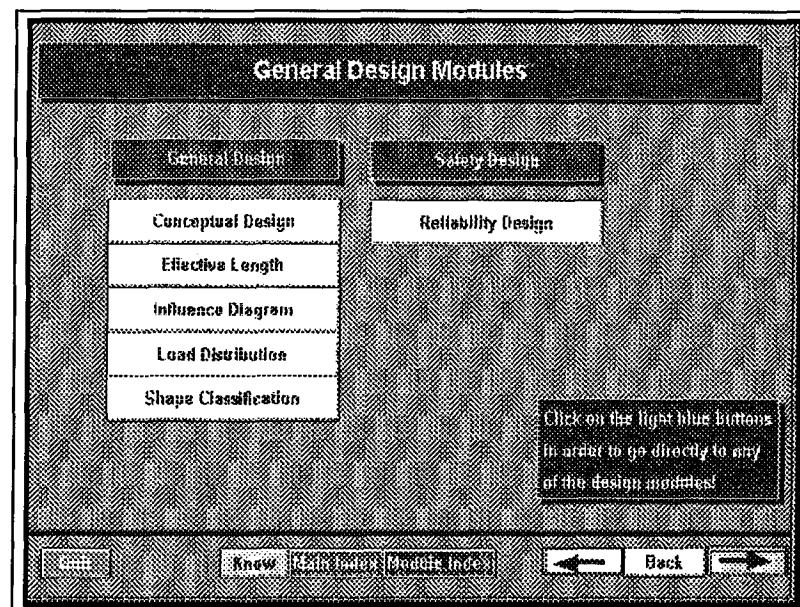 General Design Modules
General Design
Safety Design
Conceptual Design
Effective Length
Influence Diagram
Load Distribution
Shape Classification
Reliability Design
Click on the light blue buttons
in order to go directly to any
of the design modules!
Quit
Know
Main Index
Module Index
Back